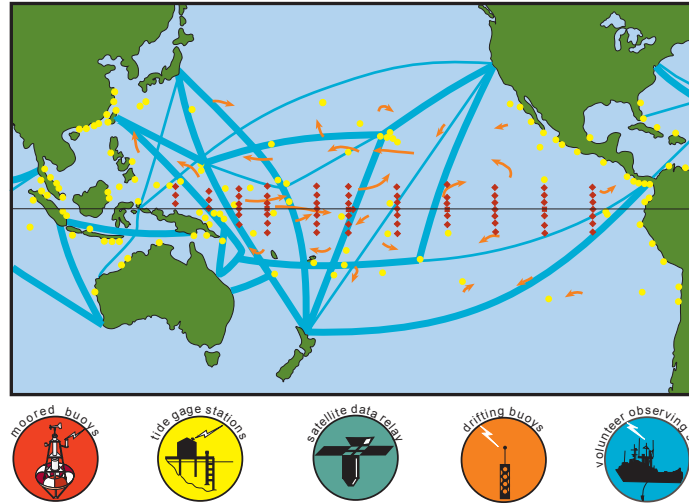 moored buoys
tide gage stations
satellite data relay
drifting buoys
volunteer observing